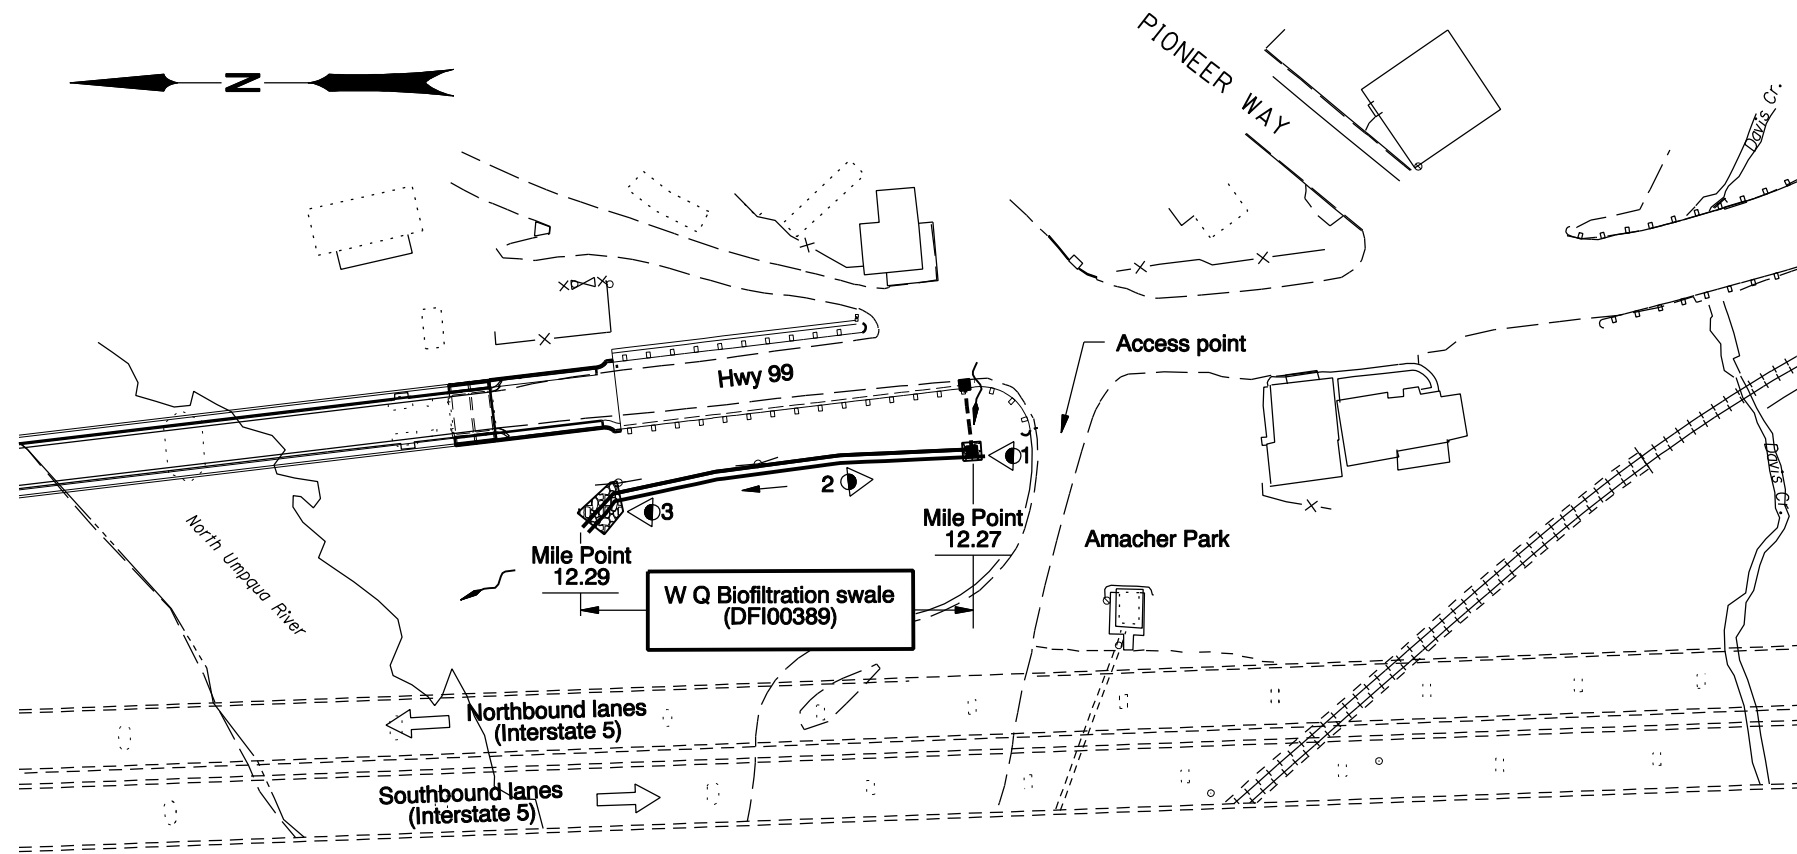 PIONEER WAY
N
Davis Cr.
Access point
Hwy 99
1
2
3
Mile Point
12.27
Amacher Park
Mile Point
12.29
North Umpqua River
W Q Biofiltration swale
(DFI00389)
Davis Cr.
Northbound lanes
(Interstate 5)
Southbound lanes
(Interstate 5)